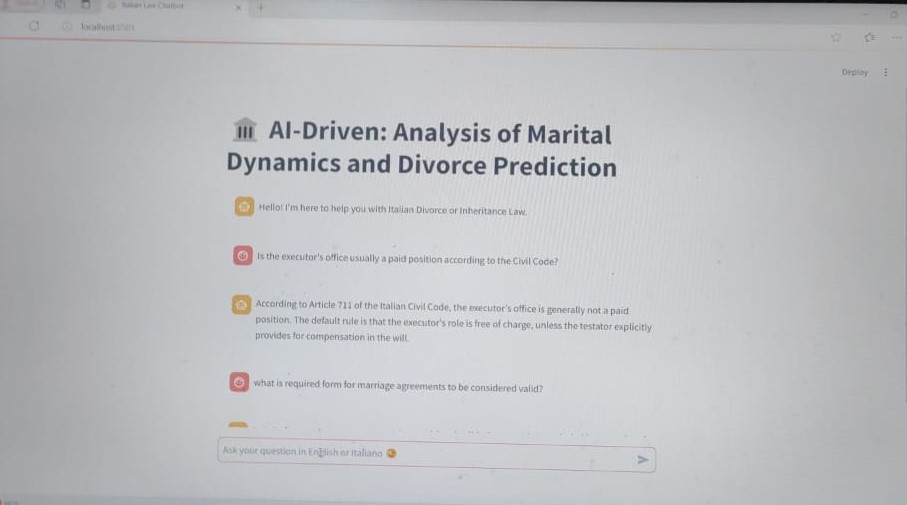 Italian Law Chatbot
localhost
Deploy
AI-Driven: Analysis of Marital
Dynamics and Divorce Prediction
Hello! I'm here to help you with Italian Divorce or Inheritance Law.
Is the executor's office usually a paid position according to the Civil Code?
According to Article 711 of the Italian Civil Code, the executor's office is generally not a paid
position. The default rule is that the executor's role is free of charge, unless the testator explicitly
provides for compensation in the will.
what is required form for marriage agreements to be considered valid?
Ask your question in English or Italiano